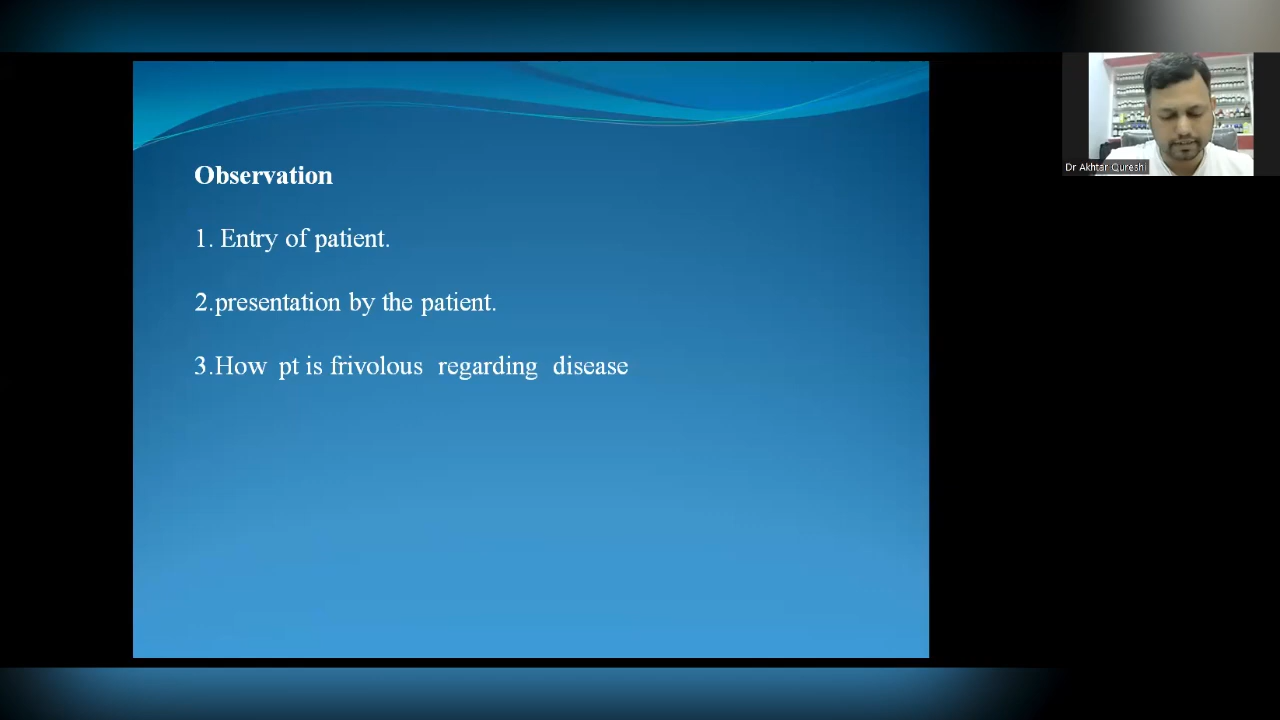 Observation
1. Entry of patient.
2.presentation by the patient.
3.How pt is frivolous regarding disease
Dr Akhtar Qureshi